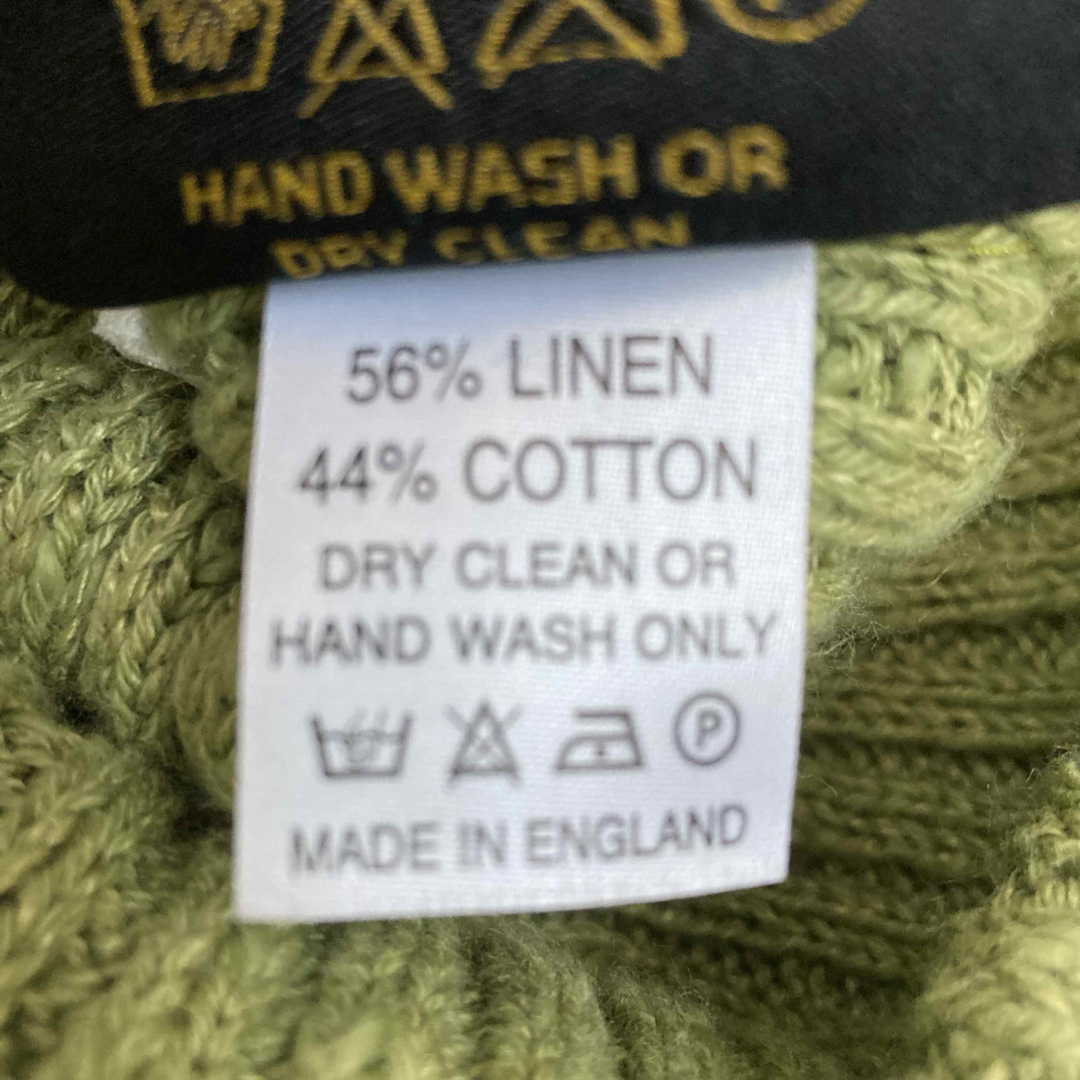 HAND WASH OR
DRY CLEAN
56% LINEN
44% COTTON
DRY CLEAN OR
HAND WASH ONLY
P
MADE IN ENGLAND